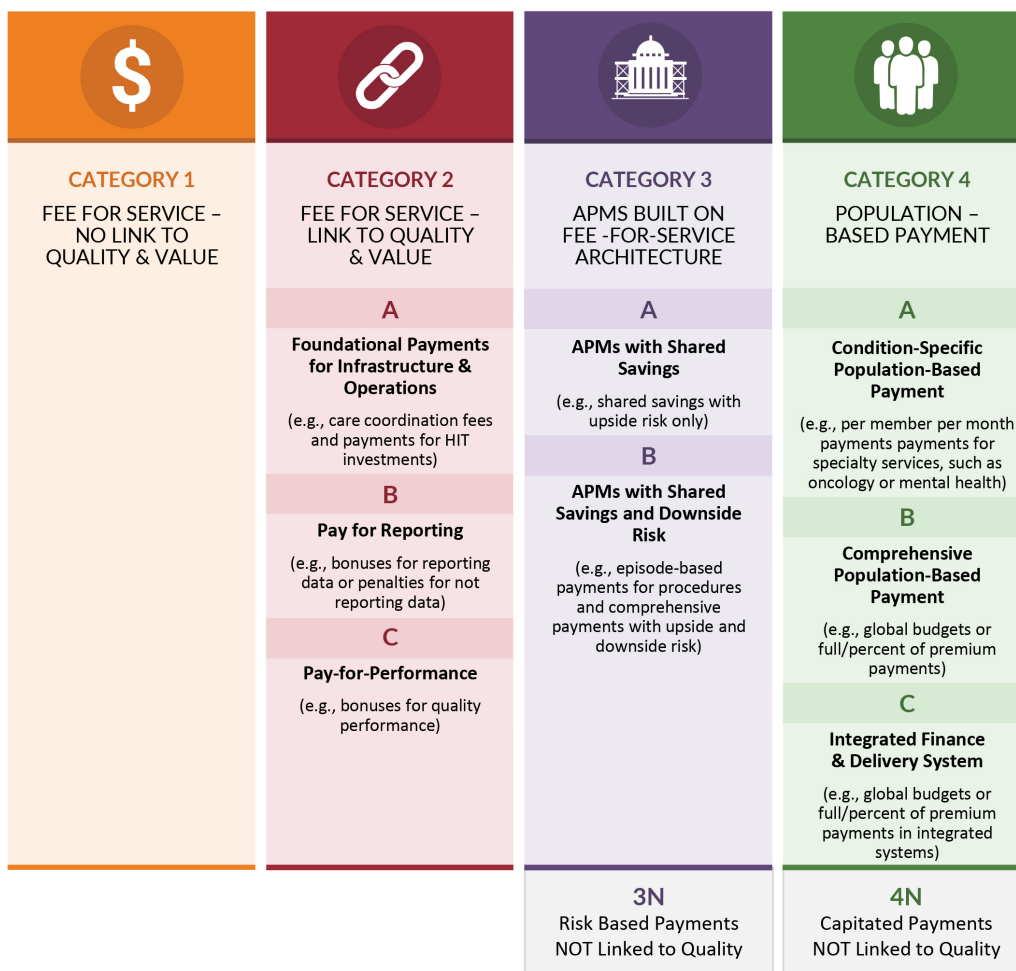 $
CATEGORY 1
FEE FOR SERVICE –
NO LINK TO
QUALITY & VALUE
CATEGORY 2
FEE FOR SERVICE –
LINK TO QUALITY
& VALUE
A
Foundational Payments
for Infrastructure &
Operations
(e.g., care coordination fees
and payments for HIT
investments)
B
Pay for Reporting
(e.g., bonuses for reporting
data or penalties for not
reporting data)
C
Pay-for-Performance
(e.g., bonuses for quality
performance)
CATEGORY 3
APMS BUILT ON
FEE -FOR-SERVICE
ARCHITECTURE
A
APMs with Shared
Savings
(e.g., shared savings with
upside risk only)
B
APMs with Shared
Savings and Downside
Risk
(e.g., episode-based
payments for procedures
and comprehensive
payments with upside and
downside risk)
3N
Risk Based Payments
NOT Linked to Quality
CATEGORY 4
POPULATION –
BASED PAYMENT
A
Condition-Specific
Population-Based
Payment
(e.g., per member per month
payments payments for
specialty services, such as
oncology or mental health)
B
Comprehensive
Population-Based
Payment
(e.g., global budgets or
full/percent of premium
payments)
C
Integrated Finance
& Delivery System
(e.g., global budgets or
full/percent of premium
payments in integrated
systems)
4N
Capitated Payments
NOT Linked to Quality